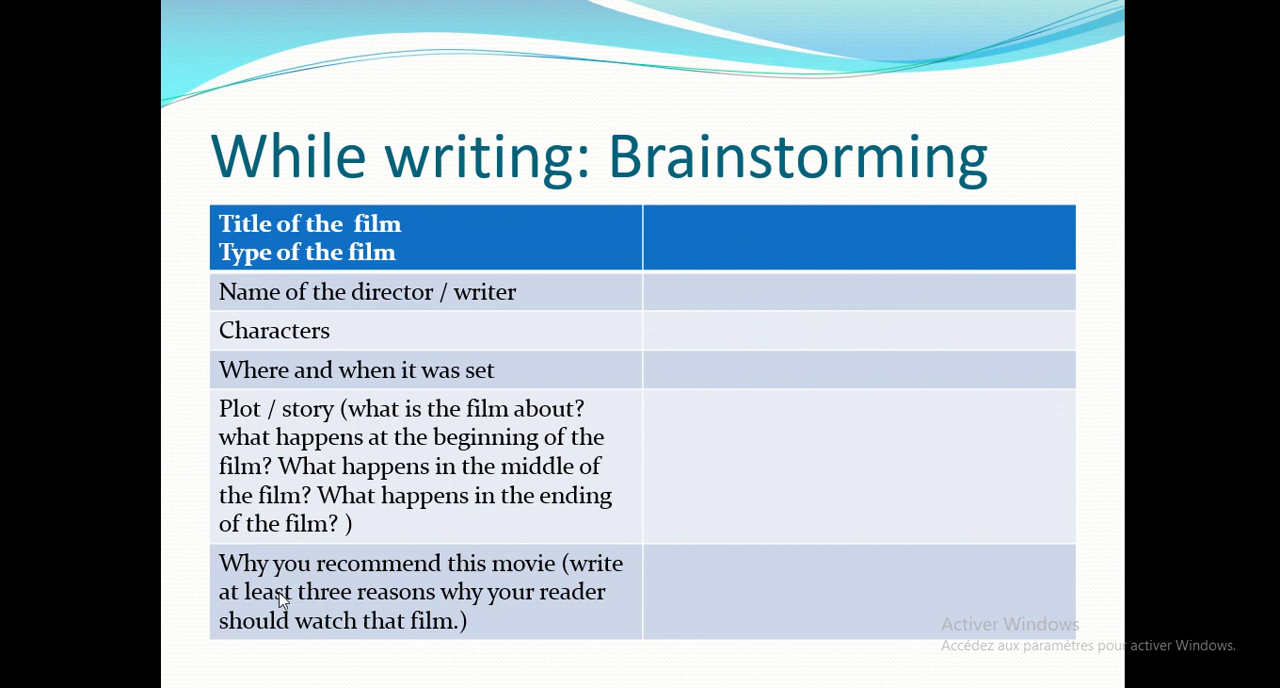 While writing: Brainstorming
Title of the film
Type of the film
Name of the director / writer
Characters
Where and when it was set
Plot / story (what is the film about?
what happens at the beginning of the
film? What happens in the middle of
the film? What happens in the ending
of the film? )
Why you recommend this movie (write
at least three reasons why your reader
should watch that film.)
Activer Windows
Accédez aux paramètres pour activer Windows.